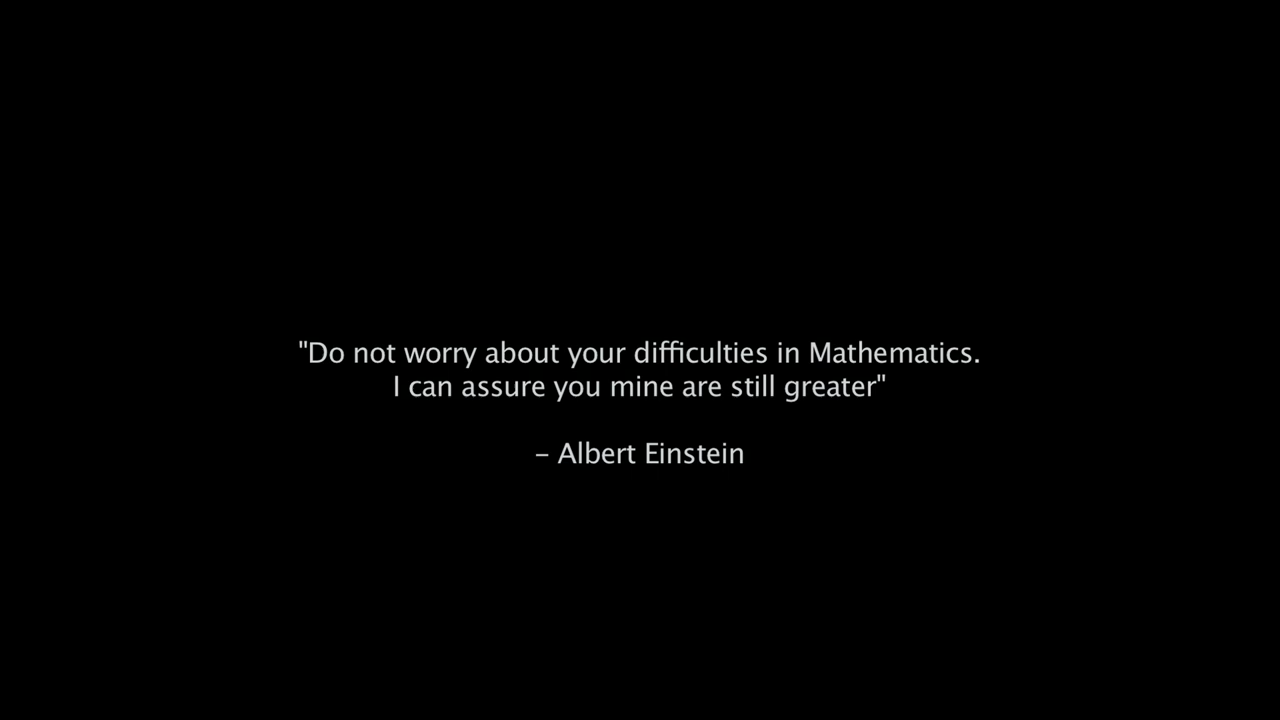 "Do not worry about your difficulties in Mathematics.
I can assure you mine are still greater"
– Albert Einstein